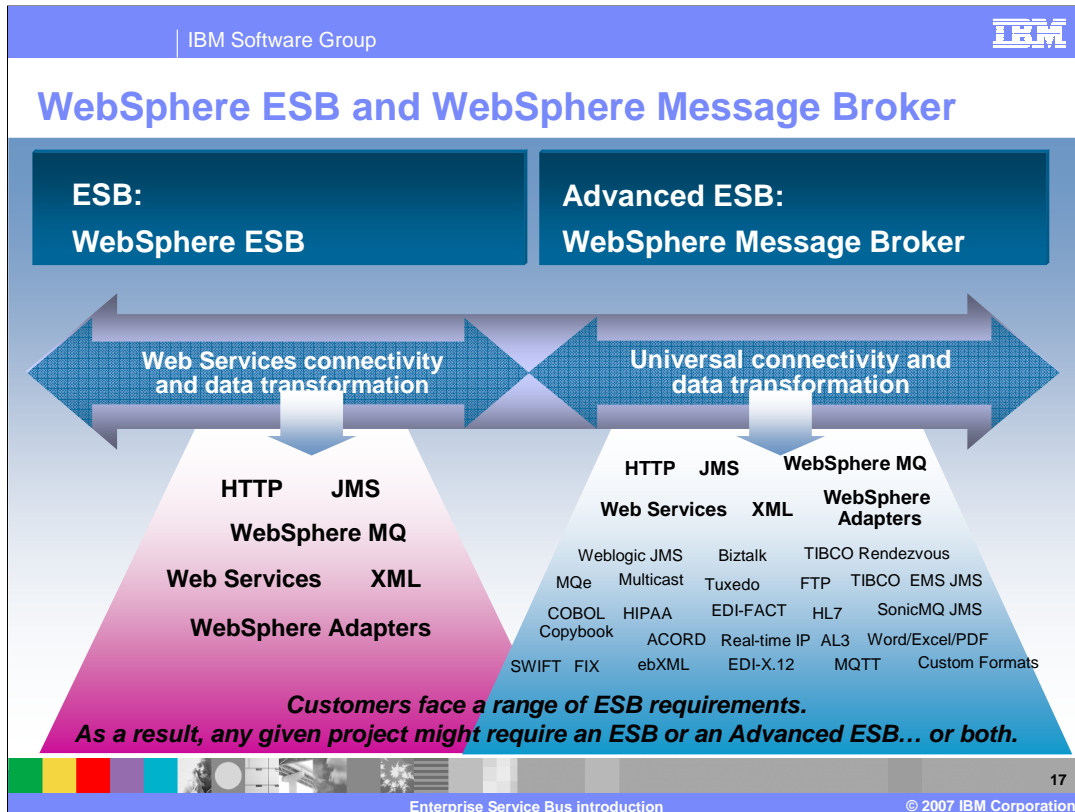 IBM Software Group
IBM
WebSphere ESB and WebSphere Message Broker
ESB:
WebSphere ESB
Advanced ESB:
WebSphere Message Broker
Web Services connectivity
and data transformation
Universal connectivity and
data transformation
HTTP JMS
WebSphere MQ
Web Services XML
WebSphere Adapters
HTTP JMS WebSphere MQ
Web Services XML WebSphere
Adapters
Weblogic JMS Biztalk TIBCO Rendezvous
MQe Multicast Tuxedo FTP TIBCO EMS JMS
COBOL
Copybook
HIPAA EDI-FACT HL7 SonicMQ JMS
ACORD Real-time IP AL3 Word/Excel/PDF
SWIFT FIX ebXML EDI-X.12 MQTT Custom Formats
Customers face a range of ESB requirements.
As a result, any given project might require an ESB or an Advanced ESB… or both.
17
Enterprise Service Bus introduction
© 2007 IBM Corporation